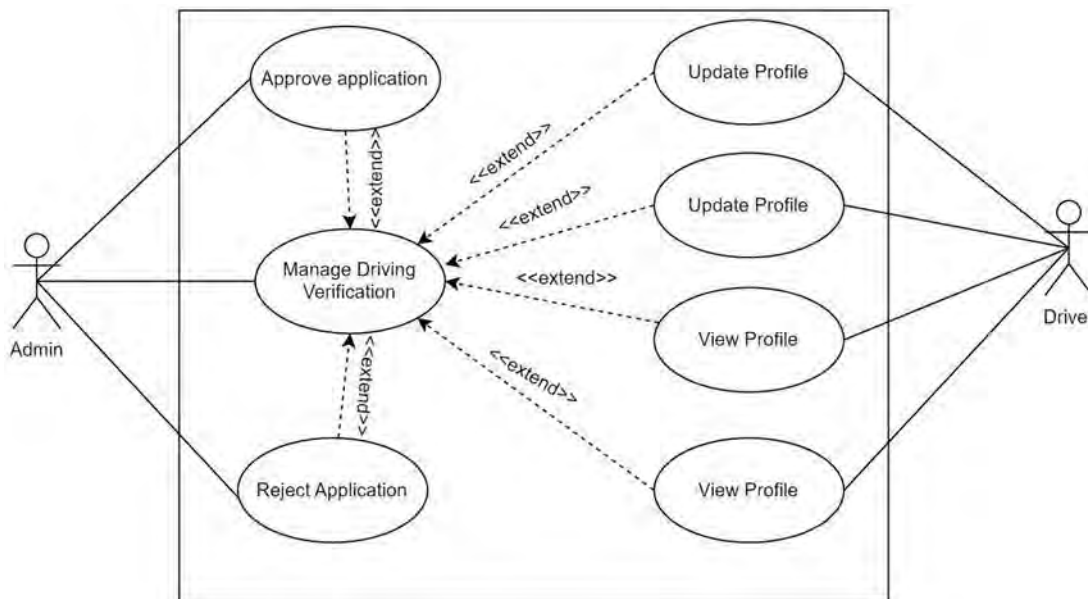 Approve application
Update Profile
<<extend>>
<<extend>>
Update Profile
<<extend>>
Manage Driving
Verification
<<extend>>
Admin
Drive
View Profile
<<extend>>
<<extend>>
Reject Application
View Profile